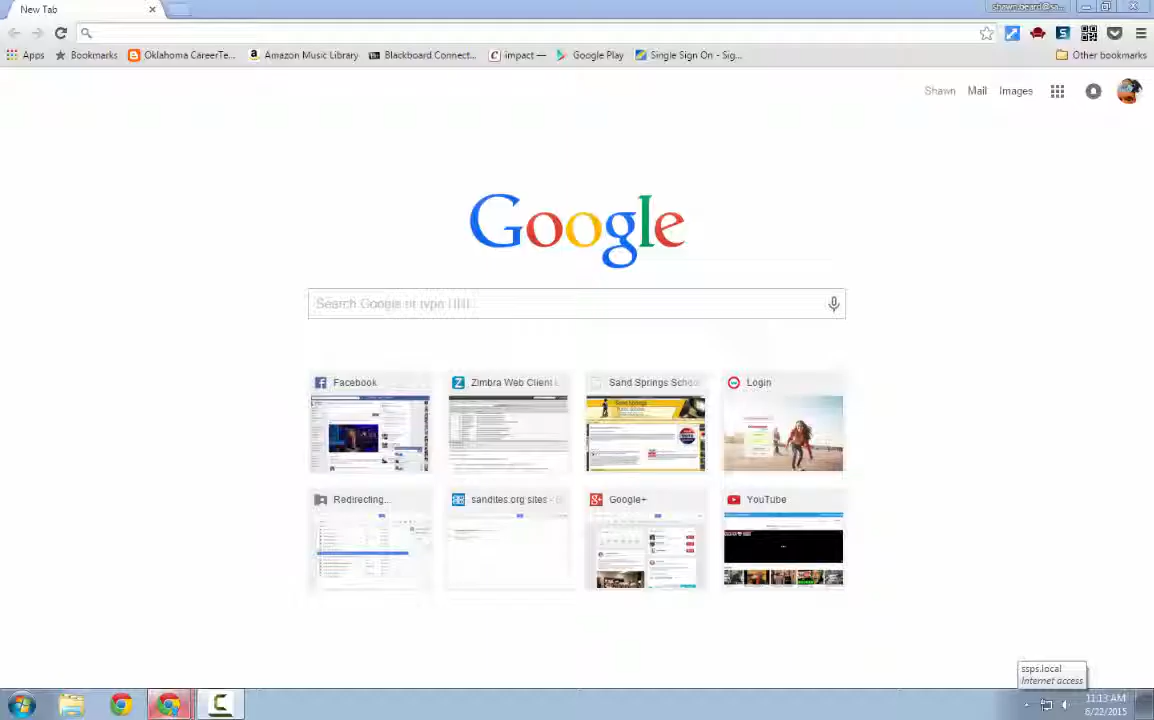 New Tab
Apps
Bookmarks
Oklahoma CareerTe...
Amazon Music Library
Blackboard Connect...
impact —
Google Play
Single Sign On - Sig...
Other bookmarks
Shawn
Mail
Images
Google
Search Google or type URL
Facebook
Zimbra Web Client L
Sand Springs School
Login
Redirecting...
sandites.org sites -
Google+
YouTube
ssps.local
Internet access
11:13 AM
6/22/2015